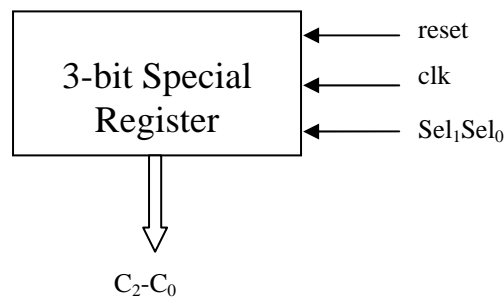 3-bit Special
Register
reset
clk
Sel₁Sel₀
C₂-C₀